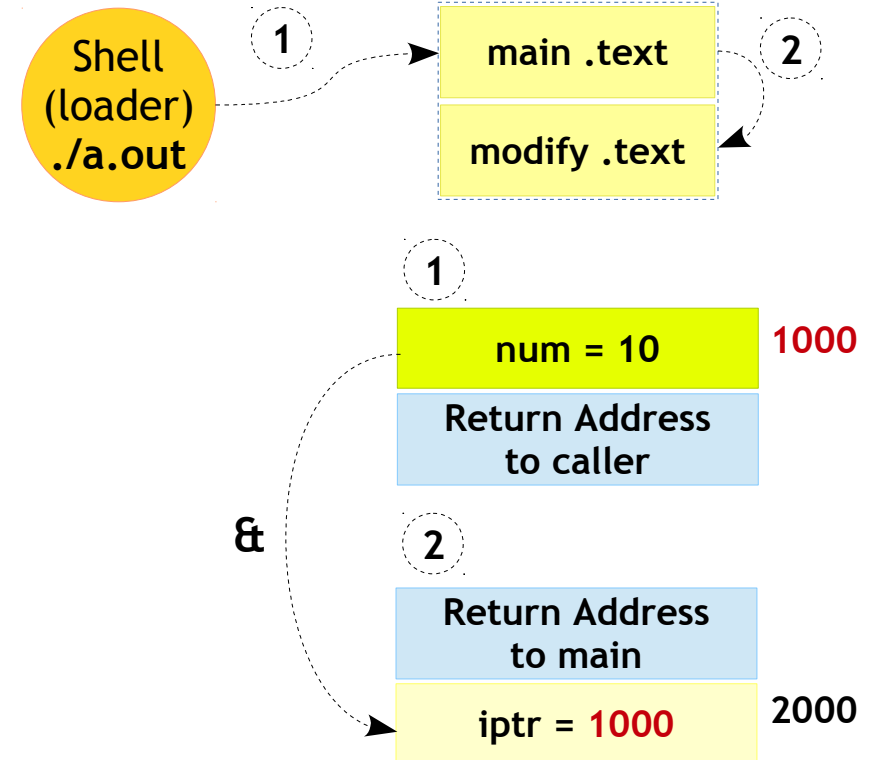 Shell
(loader)
./a.out
1
main .text
2
modify .text
1
num = 10
1000
Return Address
to caller
&
2
Return Address
to main
iptr = 1000
2000